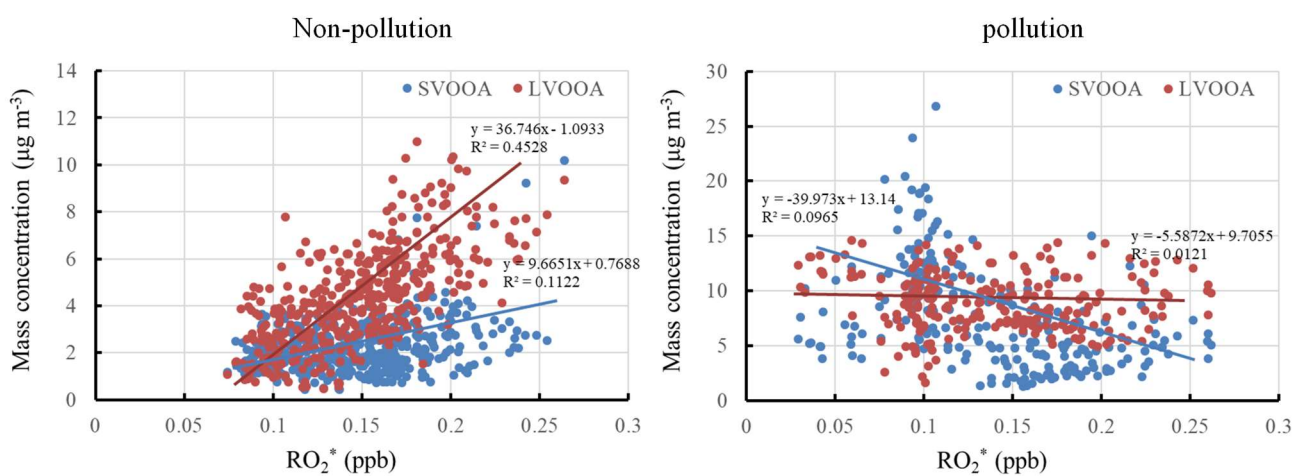 Non-pollution
14
12
10
8
6
4
2
0
Mass concentration (μg m⁻³)
SVOOA LVOOA
y = 36.746x - 1.0933
R² = 0.4528
y = 9.6651x + 0.7688
R² = 0.1122
0 0.05 0.1 0.15 0.2 0.25 0.3
RO₂* (ppb)
pollution
30
25
20
15
10
5
0
Mass concentration (μg m⁻³)
SVOOA LVOOA
y = -39.973x + 13.14
R² = 0.0965
y = -5.5872x + 9.7055
R² = 0.0121
0 0.05 0.1 0.15 0.2 0.25 0.3
RO₂* (ppb)